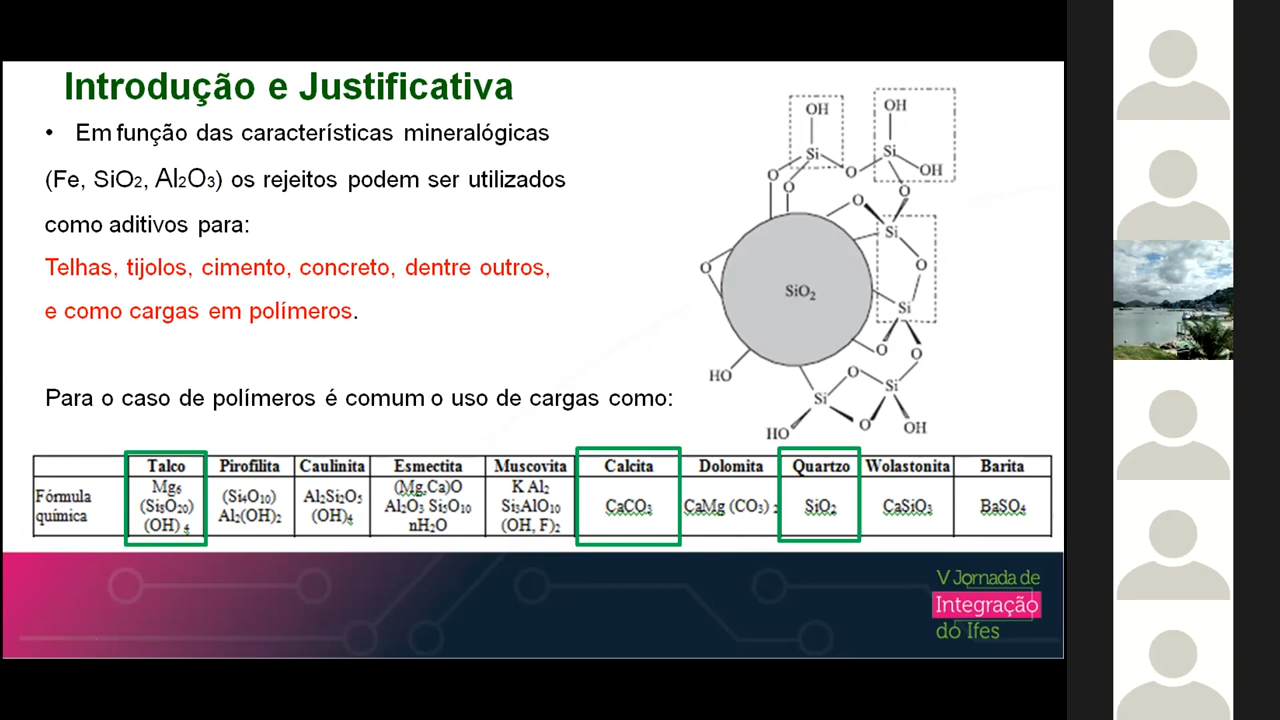 Introdução e Justificativa
• Em função das características mineralógicas
(Fe, SiO₂, Al₂O₃) os rejeitos podem ser utilizados
como aditivos para:
Telhas, tijolos, cimento, concreto, dentre outros,
e como cargas em polímeros.
Para o caso de polímeros é comum o uso de cargas como:
OH
OH
Si
Si
OH
O
O
O
O
O
Si
O
O
SiO₂
Si
O
O
HO
O
Si
Si
O
HO
OH
Talco Pirofilita Caulinita Esmectita Muscovita Calcita Dolomita Quartzo Wolastonita Barita
Fórmula química
Mg₆ (Si₈O₂₀) (OH)₄
(Si₄O₁₀) Al₂(OH)₂
Al₂Si₂O₅ (OH)₄
(Mg,Ca)O Al₂O₃ Si₅O₁₀ nH₂O
K Al₂ Si₃AlO₁₀ (OH, F)₂
CaCO₃
CaMg (CO₃)₂
SiO₂
CaSiO₃
BaSO₄
V Jornada de
Integração
do Ifes